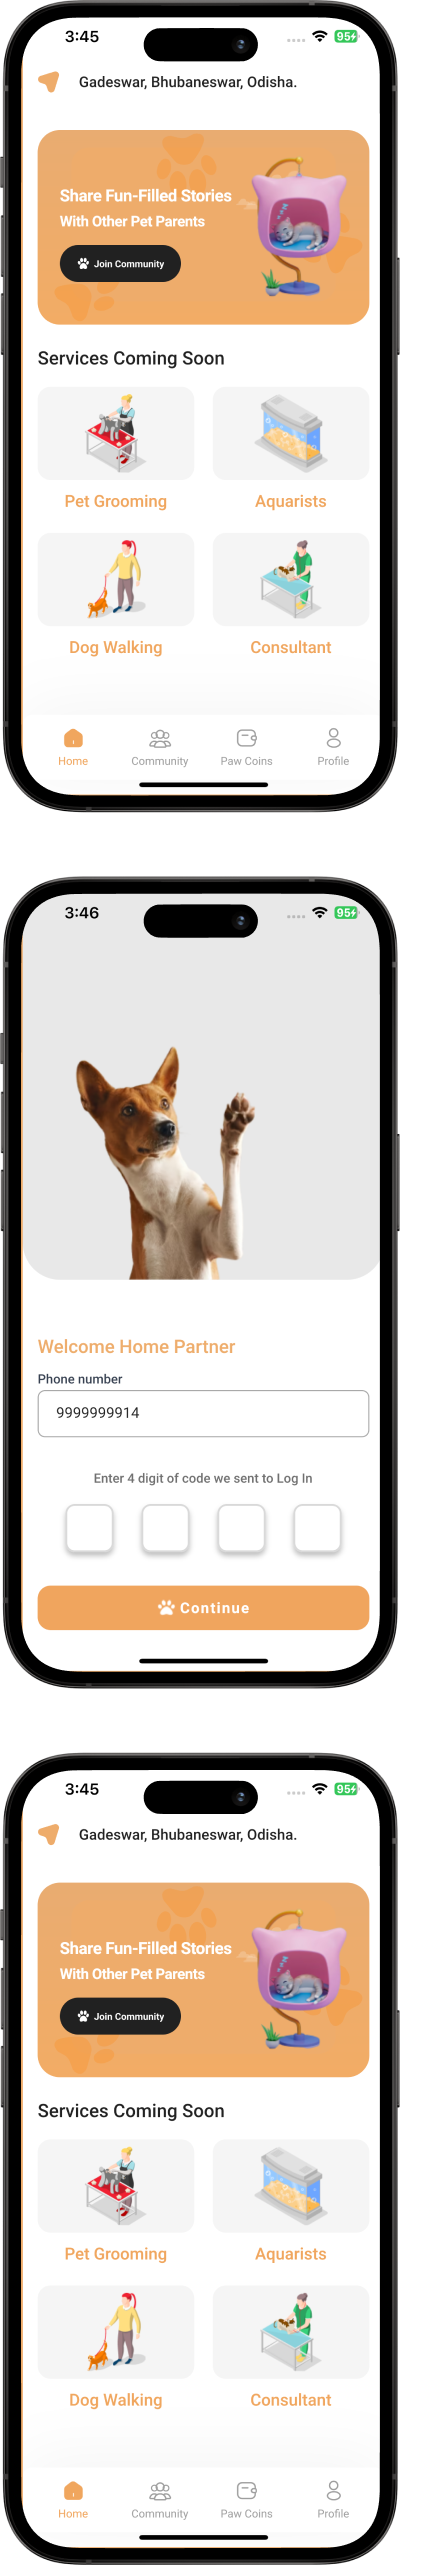 3:45
95
Gadeswar, Bhubaneswar, Odisha.
Share Fun-Filled Stories
With Other Pet Parents
Join Community
Services Coming Soon
Pet Grooming
Aquarists
Dog Walking
Consultant
Home
Community
Paw Coins
Profile
3:46
95
Welcome Home Partner
Phone number
9999999914
Enter 4 digit of code we sent to Log In
Continue
3:45
95
Gadeswar, Bhubaneswar, Odisha.
Share Fun-Filled Stories
With Other Pet Parents
Join Community
Services Coming Soon
Pet Grooming
Aquarists
Dog Walking
Consultant
Home
Community
Paw Coins
Profile